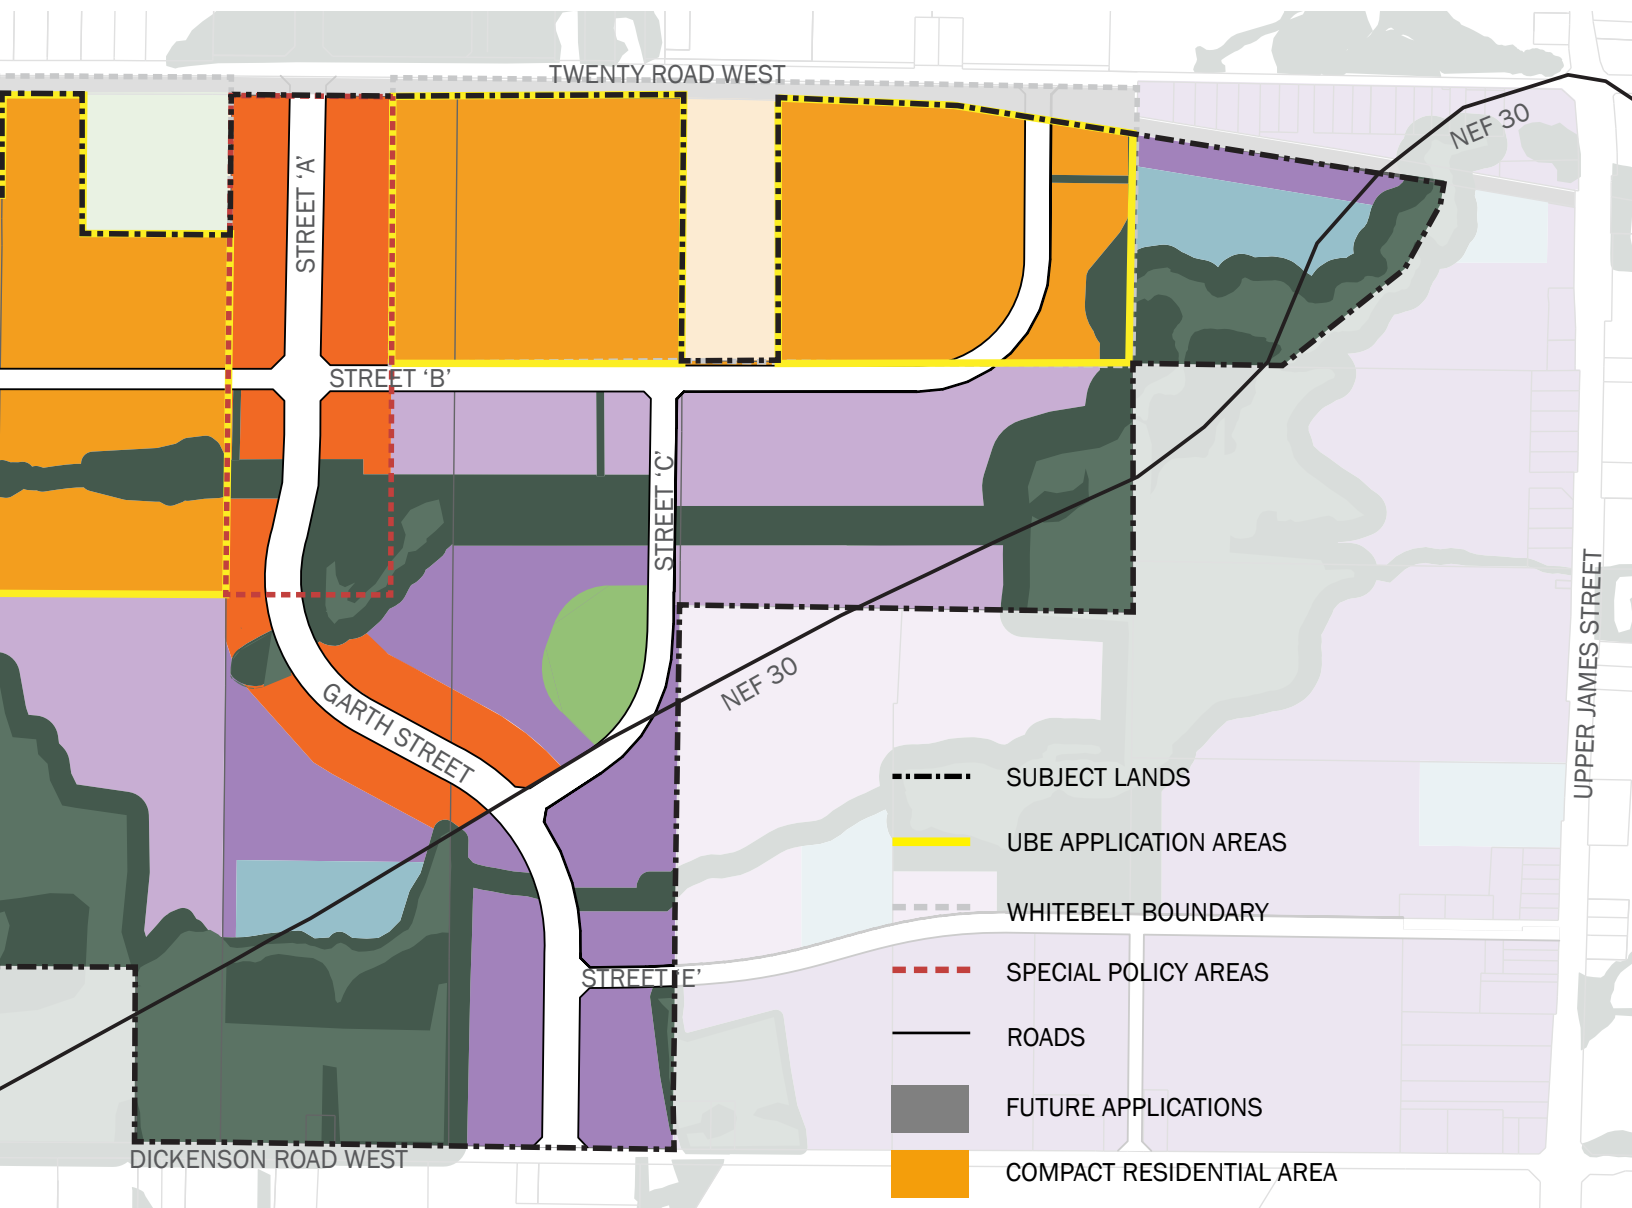 TWENTY ROAD WEST
NEF 30
STREET ‘A’
STREET ‘B’
STREET ‘C’
GARTH STREET
NEF 30
UPPER JAMES STREET
SUBJECT LANDS
UBE APPLICATION AREAS
WHITEBELT BOUNDARY
STREET ‘E’
SPECIAL POLICY AREAS
ROADS
FUTURE APPLICATIONS
DICKENSON ROAD WEST
COMPACT RESIDENTIAL AREA